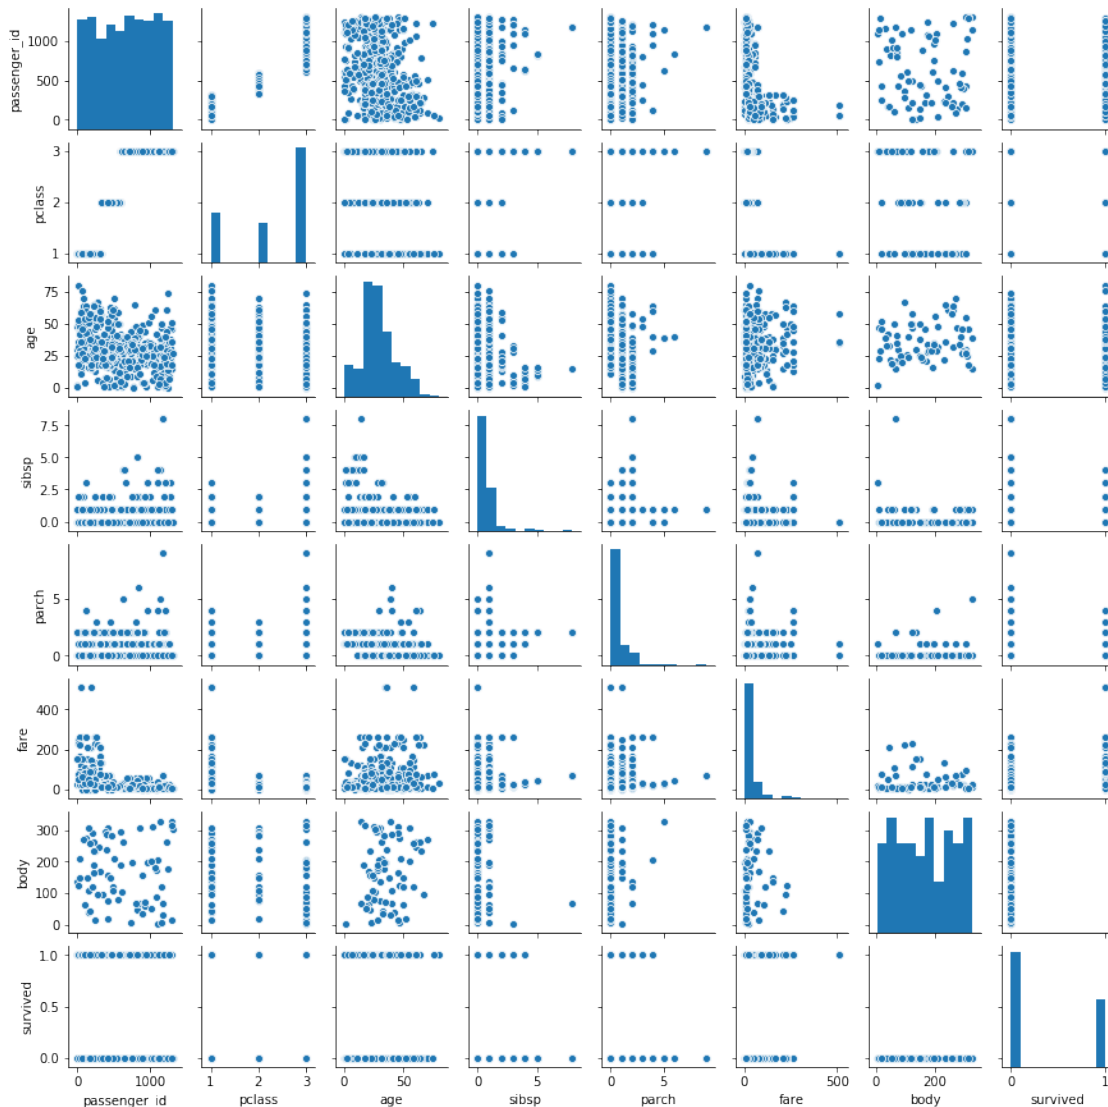 1000
500
0
passenger_id
3
2
1
pclass
75
50
25
0
age
7.5
5.0
2.5
0.0
sibsp
5
0
parch
400
200
0
fare
300
200
100
0
body
1.0
0.5
0.0
survived
0 1000 1 2 3 0 50 0 5 0 5 0 500 0 200 0 1
passenger_id pclass age sibsp parch fare body survived